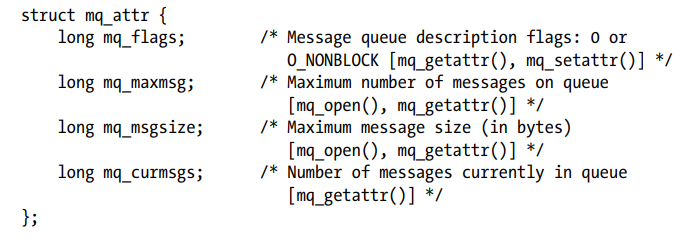 struct mq_attr {
    long mq_flags;        /* Message queue description flags: 0 or
                             O_NONBLOCK [mq_getattr(), mq_setattr()] */
    long mq_maxmsg;       /* Maximum number of messages on queue
                             [mq_open(), mq_getattr()] */
    long mq_msgsize;      /* Maximum message size (in bytes)
                             [mq_open(), mq_getattr()] */
    long mq_curmsgs;      /* Number of messages currently in queue
                             [mq_getattr()] */
};